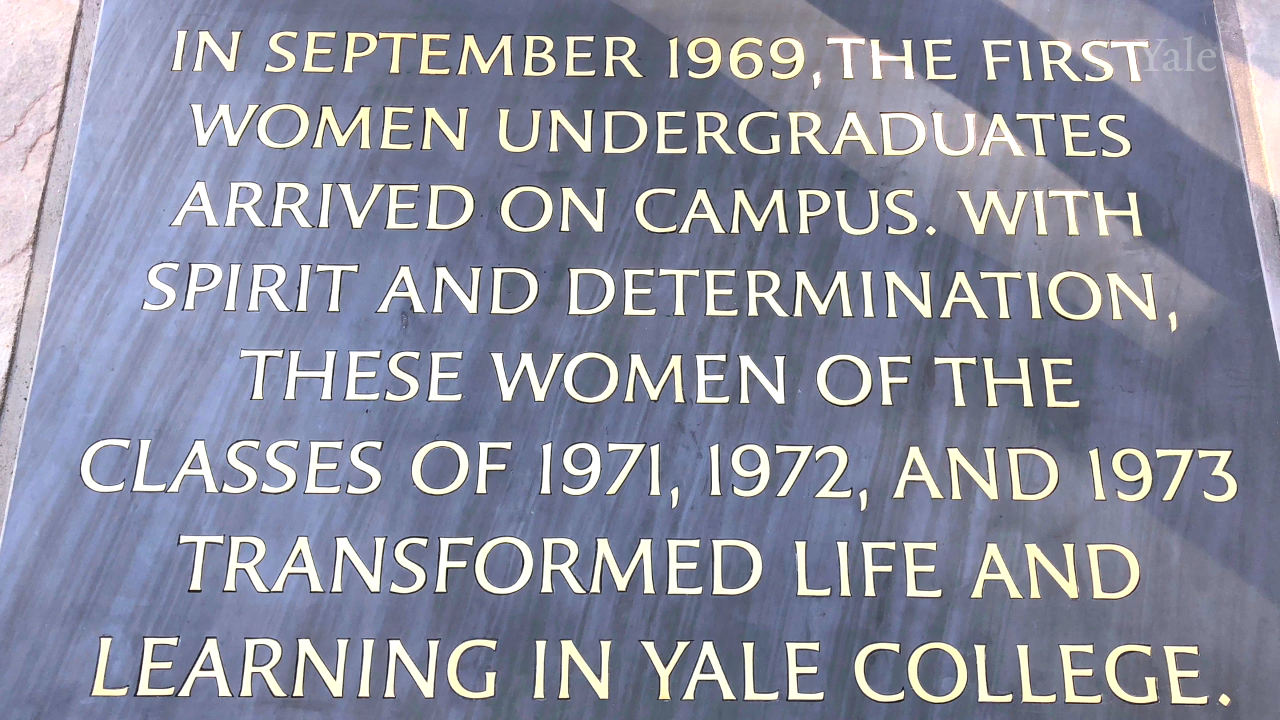 IN SEPTEMBER 1969, THE FIRST
WOMEN UNDERGRADUATES
ARRIVED ON CAMPUS. WITH
SPIRIT AND DETERMINATION,
THESE WOMEN OF THE
CLASSES OF 1971, 1972, AND 1973
TRANSFORMED LIFE AND
LEARNING IN YALE COLLEGE.
Yale